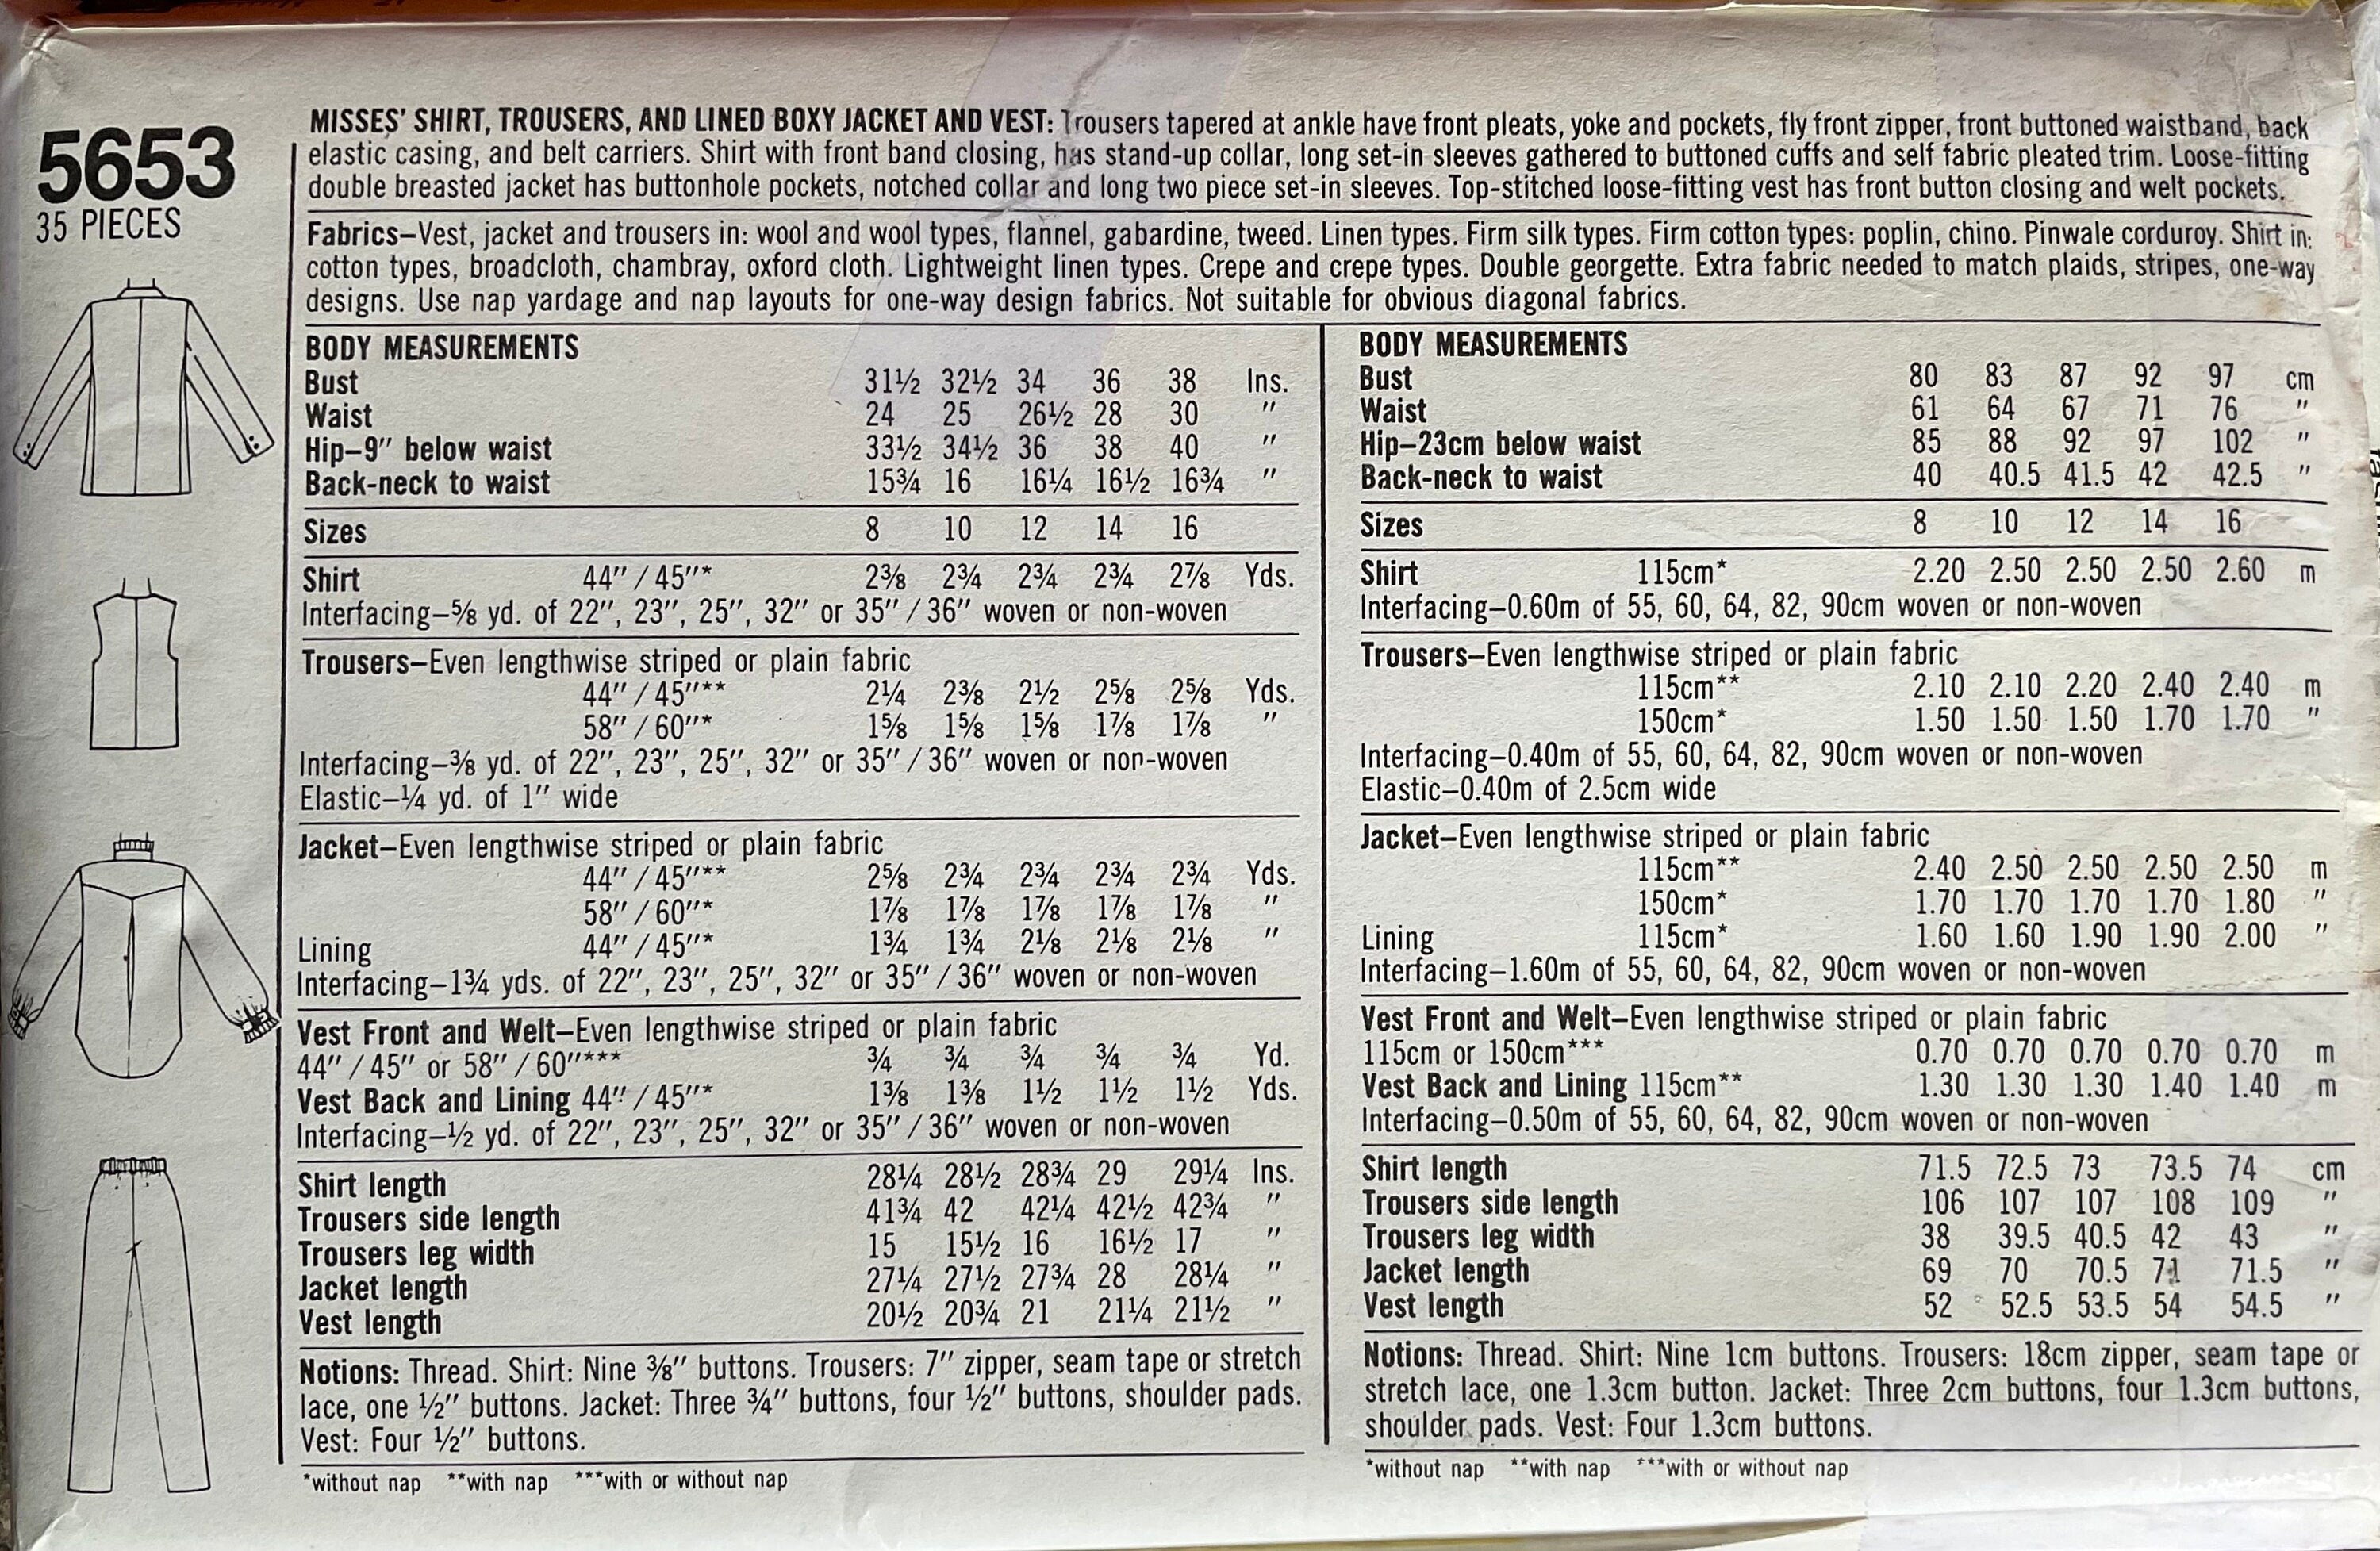 5653
35 PIECES
MISSES' SHIRT, TROUSERS, AND LINED BOXY JACKET AND VEST: Trousers tapered at ankle have front pleats, yoke and pockets, fly front zipper, front buttoned waistband, back
elastic casing, and belt carriers. Shirt with front band closing, has stand-up collar, long set-in sleeves gathered to buttoned cuffs and self fabric pleated trim. Loose-fitting
double breasted jacket has buttonhole pockets, notched collar and long two piece set-in sleeves. Top-stitched loose-fitting vest has front button closing and welt pockets.
Fabrics–Vest, jacket and trousers in: wool and wool types, flannel, gabardine, tweed. Linen types. Firm silk types. Firm cotton types: poplin, chino. Pinwale corduroy. Shirt in:
cotton types, broadcloth, chambray, oxford cloth. Lightweight linen types. Crepe and crepe types. Double georgette. Extra fabric needed to match plaids, stripes, one-way
designs. Use nap yardage and nap layouts for one-way design fabrics. Not suitable for obvious diagonal fabrics.
BODY MEASUREMENTS
Bust 31½ 32½ 34 36 38 Ins.
Waist 24 25 26½ 28 30 "
Hip–9" below waist 33½ 34½ 36 38 40 "
Back-neck to waist 15¾ 16 16¼ 16½ 16¾ "
Sizes 8 10 12 14 16
Shirt 44"/45"* 2⅜ 2¾ 2¾ 2¾ 2⅞ Yds.
Interfacing–⅝ yd. of 22", 23", 25", 32" or 35"/36" woven or non-woven
Trousers–Even lengthwise striped or plain fabric
44"/45"** 2¼ 2⅜ 2½ 2⅝ 2⅝ Yds.
58"/60"* 1⅝ 1⅝ 1⅝ 1⅞ 1⅞ "
Interfacing–⅜ yd. of 22", 23", 25", 32" or 35"/36" woven or non-woven
Elastic–¼ yd. of 1" wide
Jacket–Even lengthwise striped or plain fabric
44"/45"** 2⅝ 2¾ 2¾ 2¾ 2¾ Yds.
58"/60"* 1⅞ 1⅞ 1⅞ 1⅞ 1⅞ "
Lining 44"/45"* 1¾ 1¾ 2⅛ 2⅛ 2⅛ "
Interfacing–1¾ yds. of 22", 23", 25", 32" or 35"/36" woven or non-woven
Vest Front and Welt–Even lengthwise striped or plain fabric
44"/45" or 58"/60"*** ¾ ¾ ¾ ¾ ¾ Yd.
Vest Back and Lining 44"/45"* 1⅜ 1⅜ 1½ 1½ 1½ Yds.
Interfacing–½ yd. of 22", 23", 25", 32" or 35"/36" woven or non-woven
Shirt length 28¼ 28½ 28¾ 29 29¼ Ins.
Trousers side length 41¾ 42 42¼ 42½ 42¾ "
Trousers leg width 15 15½ 16 16½ 17 "
Jacket length 27¼ 27½ 27¾ 28 28¼ "
Vest length 20½ 20¾ 21 21¼ 21½ "
Notions: Thread. Shirt: Nine ⅜" buttons. Trousers: 7" zipper, seam tape or stretch
lace, one ½" buttons. Jacket: Three ¾" buttons, four ½" buttons, shoulder pads.
Vest: Four ½" buttons.
*without nap **with nap ***with or without nap
BODY MEASUREMENTS
Bust 80 83 87 92 97 cm
Waist 61 64 67 71 76 "
Hip–23cm below waist 85 88 92 97 102 "
Back-neck to waist 40 40.5 41.5 42 42.5 "
Sizes 8 10 12 14 16
Shirt 115cm* 2.20 2.50 2.50 2.50 2.60 m
Interfacing–0.60m of 55, 60, 64, 82, 90cm woven or non-woven
Trousers–Even lengthwise striped or plain fabric
115cm** 2.10 2.10 2.20 2.40 2.40 m
150cm* 1.50 1.50 1.50 1.70 1.70 "
Interfacing–0.40m of 55, 60, 64, 82, 90cm woven or non-woven
Elastic–0.40m of 2.5cm wide
Jacket–Even lengthwise striped or plain fabric
115cm** 2.40 2.50 2.50 2.50 2.50 m
150cm* 1.70 1.70 1.70 1.70 1.80 "
Lining 115cm* 1.60 1.60 1.90 1.90 2.00 "
Interfacing–1.60m of 55, 60, 64, 82, 90cm woven or non-woven
Vest Front and Welt–Even lengthwise striped or plain fabric
115cm or 150cm*** 0.70 0.70 0.70 0.70 0.70 m
Vest Back and Lining 115cm** 1.30 1.30 1.30 1.40 1.40 m
Interfacing–0.50m of 55, 60, 64, 82, 90cm woven or non-woven
Shirt length 71.5 72.5 73 73.5 74 cm
Trousers side length 106 107 107 108 109 "
Trousers leg width 38 39.5 40.5 42 43 "
Jacket length 69 70 70.5 71 71.5 "
Vest length 52 52.5 53.5 54 54.5 "
Notions: Thread. Shirt: Nine 1cm buttons. Trousers: 18cm zipper, seam tape or
stretch lace, one 1.3cm button. Jacket: Three 2cm buttons, four 1.3cm buttons,
shoulder pads. Vest: Four 1.3cm buttons.
*without nap **with nap ***with or without nap